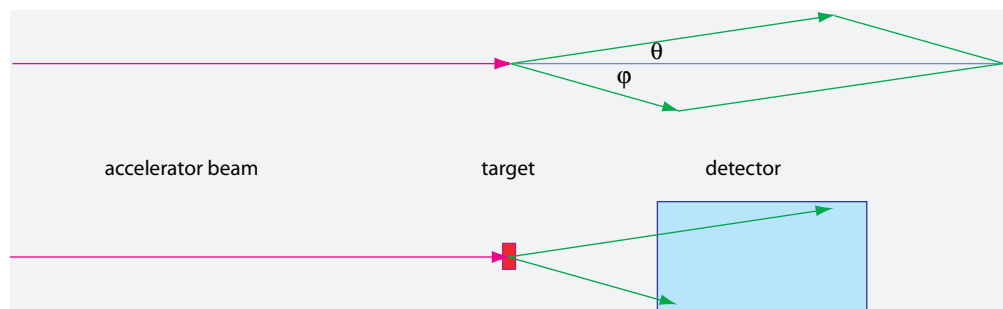 θ
φ
accelerator beam target detector